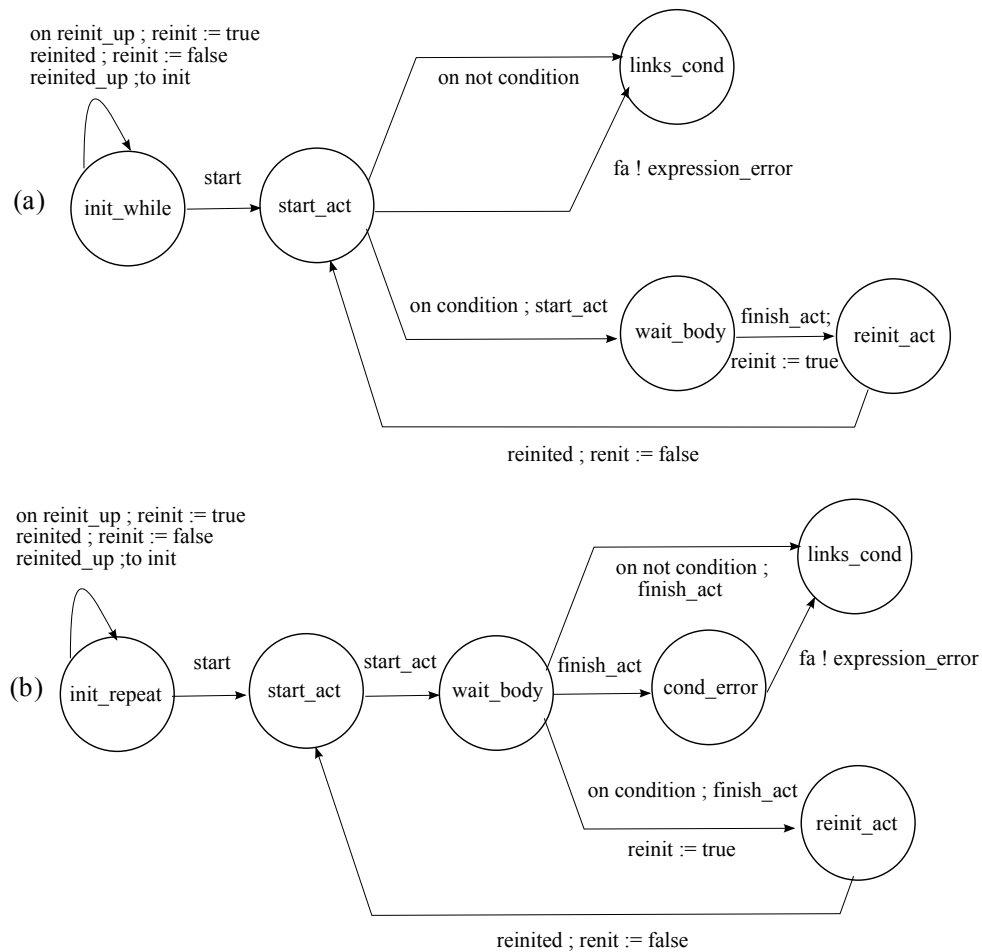 on reinit_up ; reinit := true
reinited ; reinit := false
reinited_up ;to init
on not condition
links_cond
fa ! expression_error
start
(a)
init_while
start_act
on condition ; start_act
wait_body
finish_act;
reinit := true
reinit_act
reinited ; renit := false
on reinit_up ; reinit := true
reinited ; reinit := false
reinited_up ;to init
on not condition ;
finish_act
links_cond
start
start_act
finish_act
fa ! expression_error
(b)
init_repeat
start_act
wait_body
cond_error
on condition ; finish_act
reinit := true
reinit_act
reinited ; renit := false